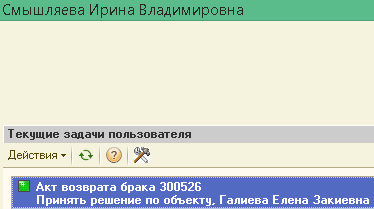 Смышляева Ирина Владимировна
Текущие задачи пользователя
Действия
Акт возврата брака 300526
Принять решение по объекту, Галиева Елена Закиевна